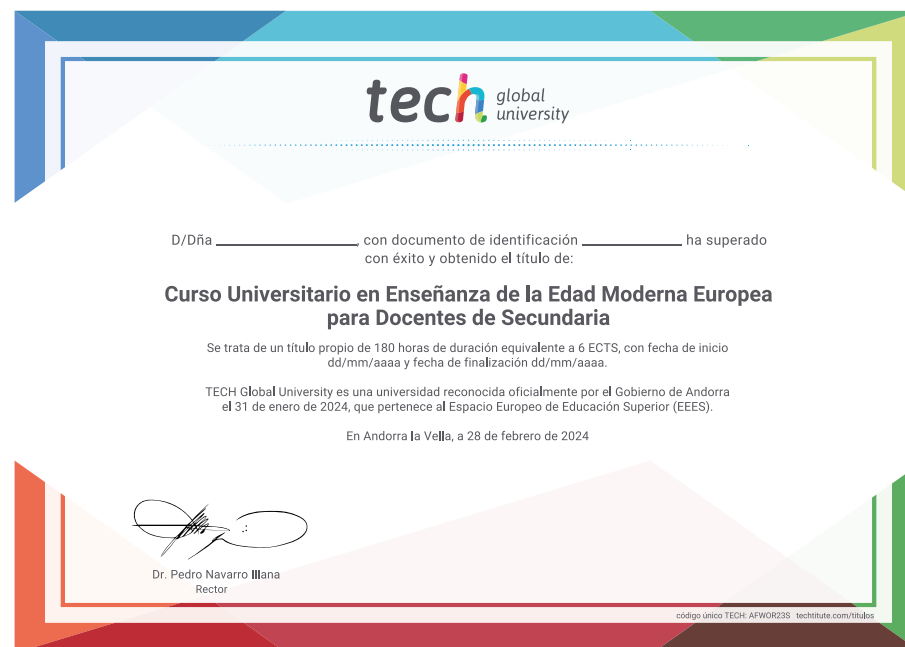 tech global
university
D/Dña ____________________, con documento de identificación ______________ ha superado
con éxito y obtenido el título de:
Curso Universitario en Enseñanza de la Edad Moderna Europea
para Docentes de Secundaria
Se trata de un título propio de 180 horas de duración equivalente a 6 ECTS, con fecha de inicio
dd/mm/aaaa y fecha de finalización dd/mm/aaaa.
TECH Global University es una universidad reconocida oficialmente por el Gobierno de Andorra
el 31 de enero de 2024, que pertenece al Espacio Europeo de Educación Superior (EEES).
En Andorra la Vella, a 28 de febrero de 2024
Dr. Pedro Navarro Illana
Rector
código único TECH: AFWOR23S techtitute.com/titulos